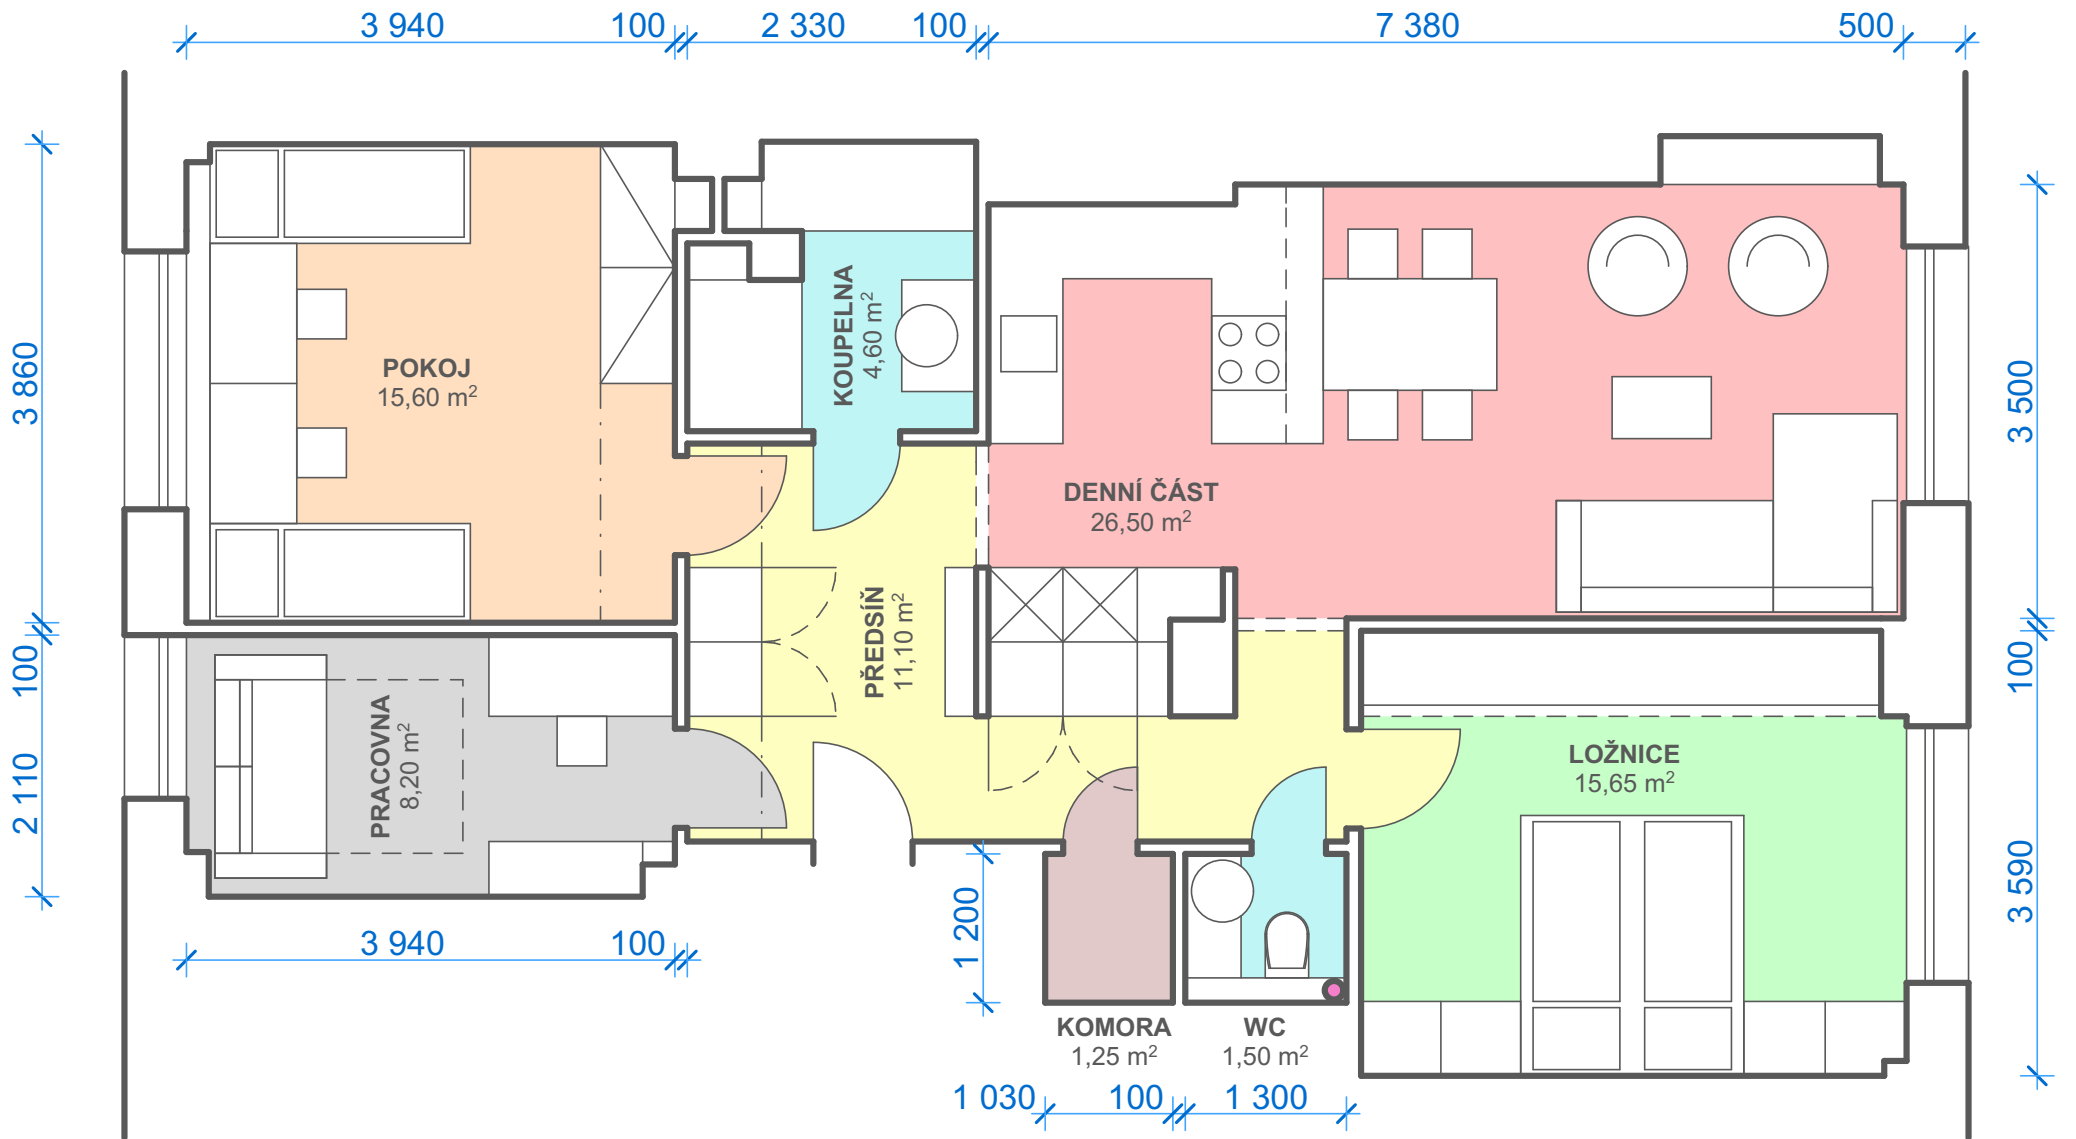 3 940
100
2 330
100
7 380
500
3 860
100
2 110
POKOJ
15,60 m²
KOUPELNA
4,60 m²
DENNÍ ČÁST
26,50 m²
3 500
100
3 590
PŘEDSÍŇ
11,10 m²
PRACOVNA
8,20 m²
LOŽNICE
15,65 m²
3 940
100
1 200
KOMORA
1,25 m²
WC
1,50 m²
1 030
100
1 300